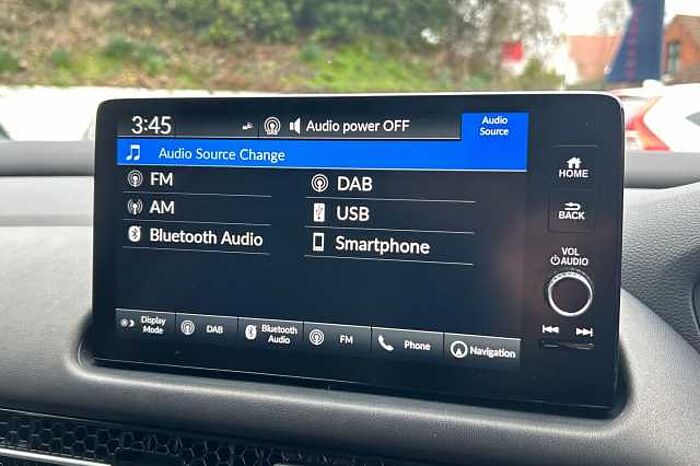 3:45
Audio power OFF
Audio
Source
Audio Source Change
FM
DAB
AM
USB
Bluetooth Audio
Smartphone
Display
Mode
DAB
Bluetooth
Audio
FM
Phone
Navigation
HOME
BACK
VOL
AUDIO